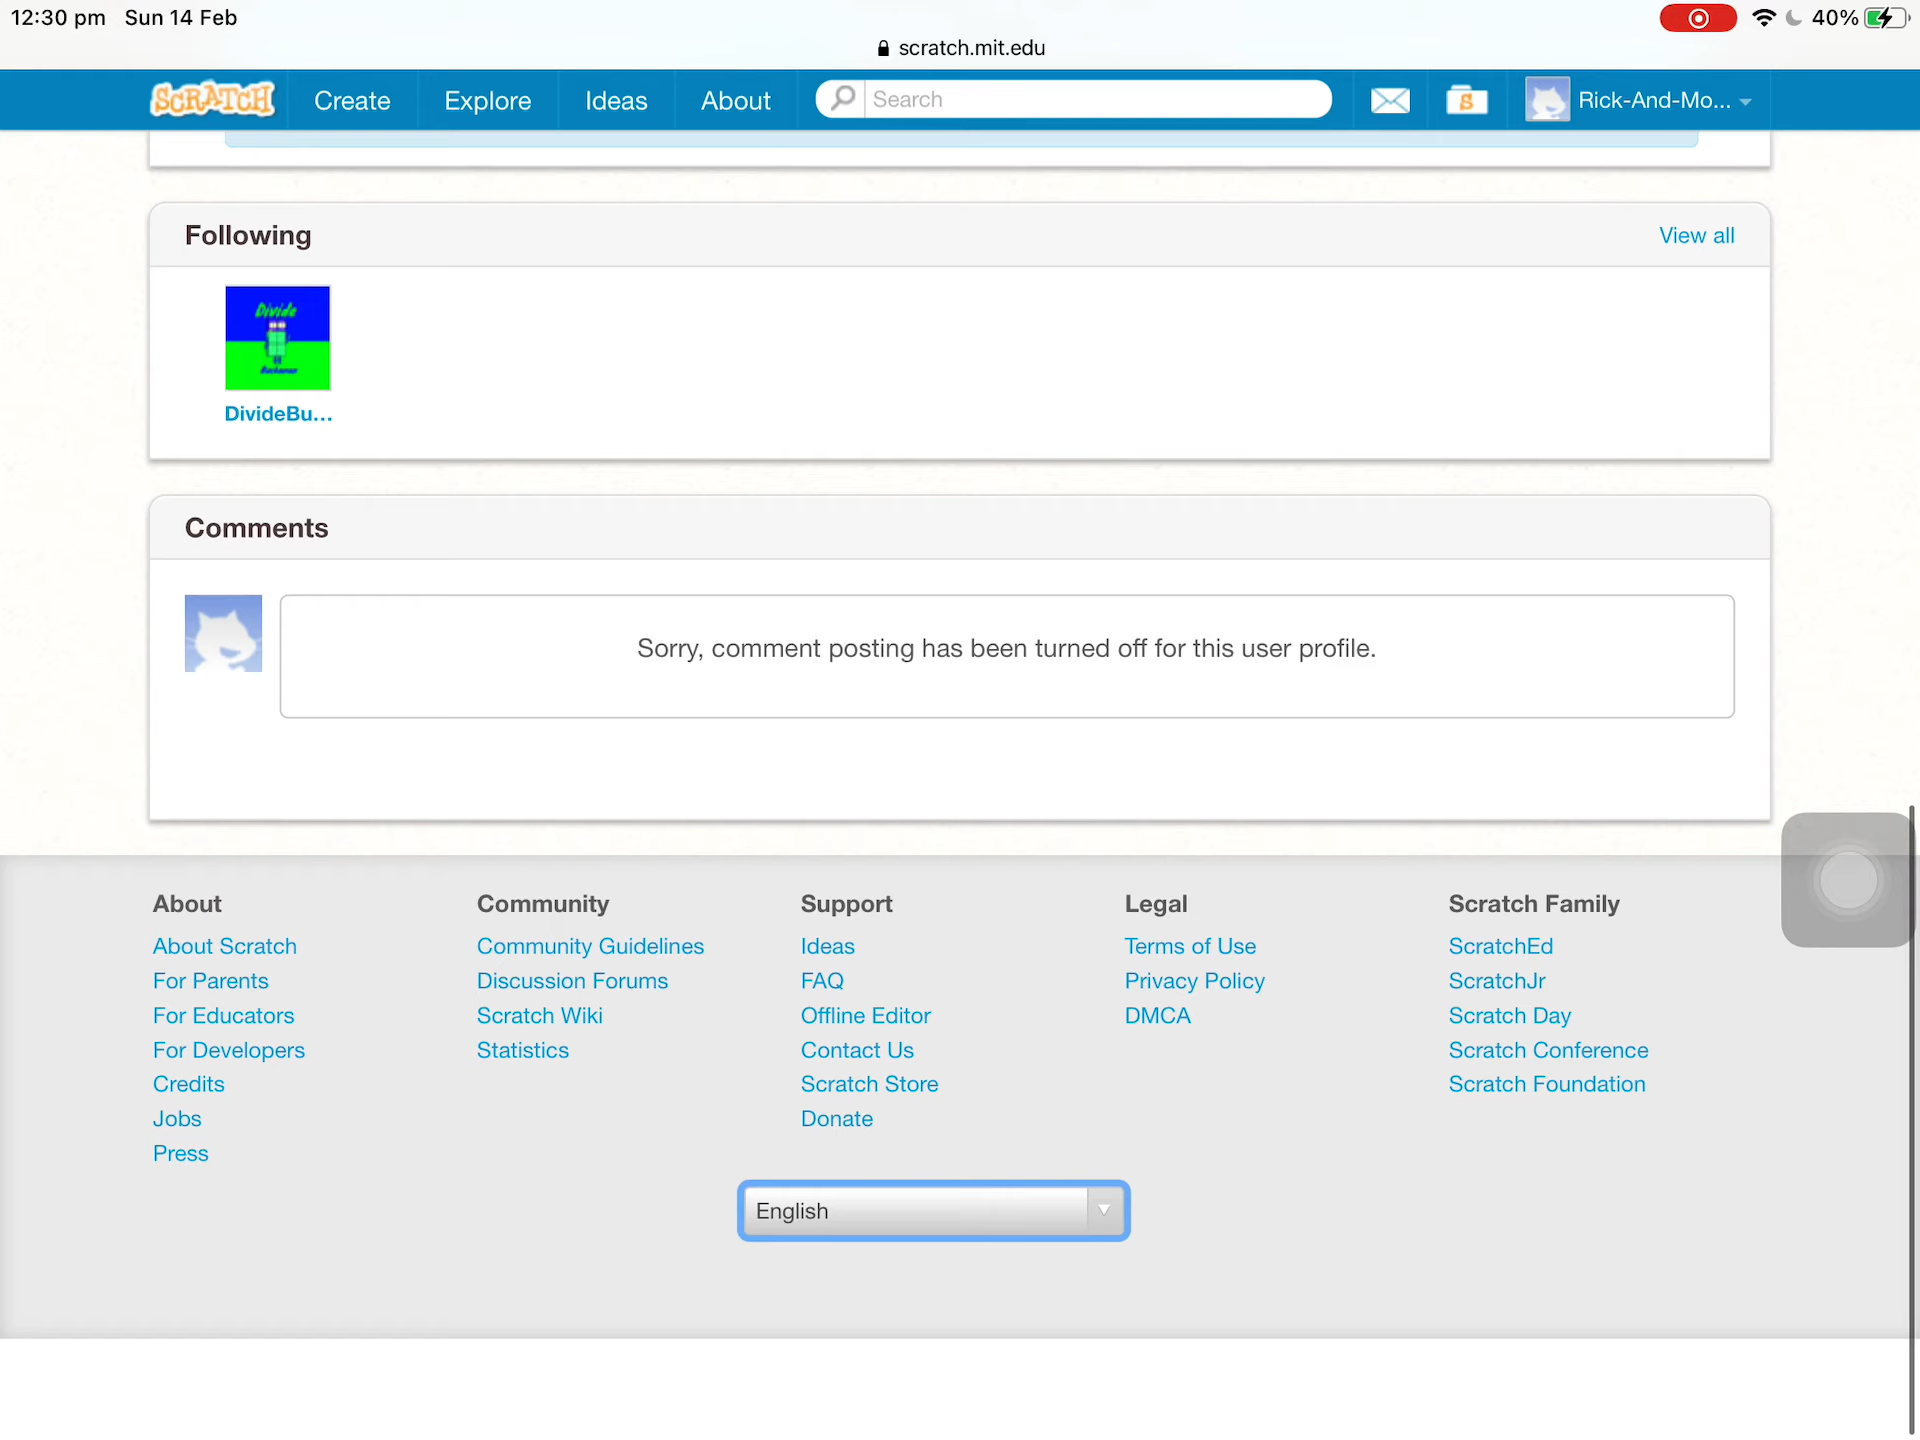 12:30 pm Sun 14 Feb
40%
scratch.mit.edu
SCRATCH
Create
Explore
Ideas
About
Search
S
Rick-And-Mo...
Following
View all
Divide
DivideBu...
Comments
Sorry, comment posting has been turned off for this user profile.
About
About Scratch
For Parents
For Educators
For Developers
Credits
Jobs
Press
Community
Community Guidelines
Discussion Forums
Scratch Wiki
Statistics
Support
Ideas
FAQ
Offline Editor
Contact Us
Scratch Store
Donate
Legal
Terms of Use
Privacy Policy
DMCA
Scratch Family
ScratchEd
ScratchJr
Scratch Day
Scratch Conference
Scratch Foundation
English